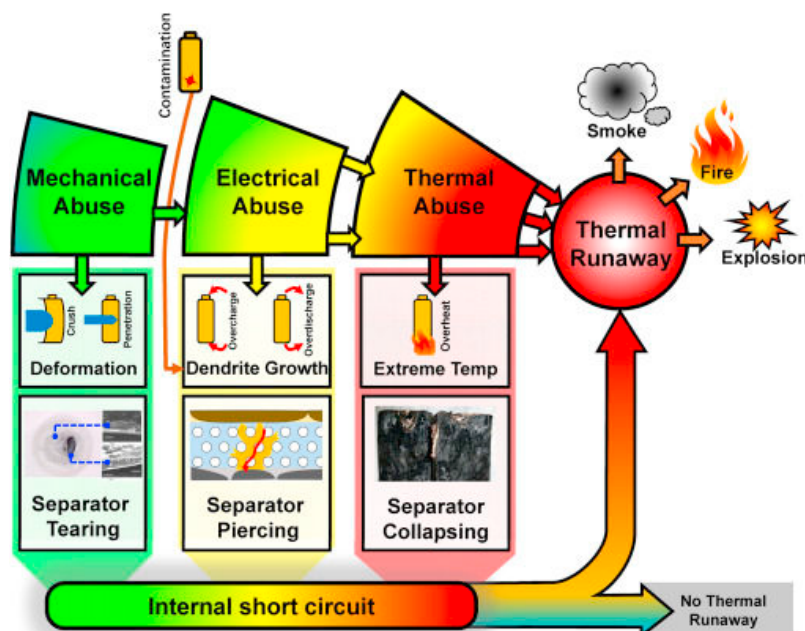 Contamination
Smoke
Fire
Explosion
Mechanical
Abuse
Electrical
Abuse
Thermal
Abuse
Thermal
Runaway
Crush
Penetration
Deformation
Overcharge
Overdischarge
Dendrite Growth
Overheat
Extreme Temp
Separator
Tearing
Separator
Piercing
Separator
Collapsing
Internal short circuit
No Thermal
Runaway